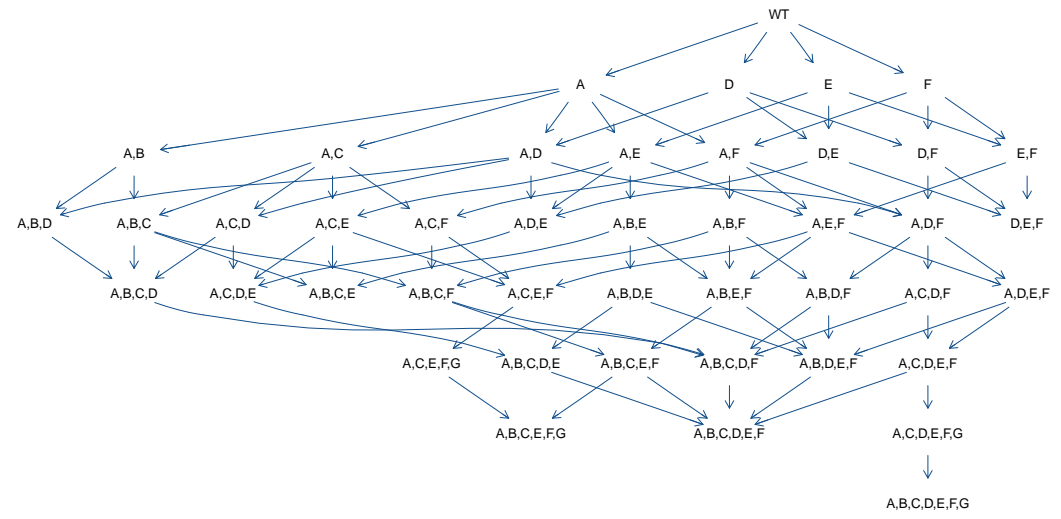 WT
A D E F
A,B A,C A,D A,E A,F D,E D,F E,F
A,B,D A,B,C A,C,D A,C,E A,C,F A,D,E A,B,E A,B,F A,E,F A,D,F D,E,F
A,B,C,D A,C,D,E A,B,C,E A,B,C,F A,C,E,F A,B,D,E A,B,E,F A,B,D,F A,C,D,F A,D,E,F
A,C,E,F,G A,B,C,D,E A,B,C,E,F A,B,C,D,F A,B,D,E,F A,C,D,E,F
A,B,C,E,F,G A,B,C,D,E,F A,C,D,E,F,G
A,B,C,D,E,F,G